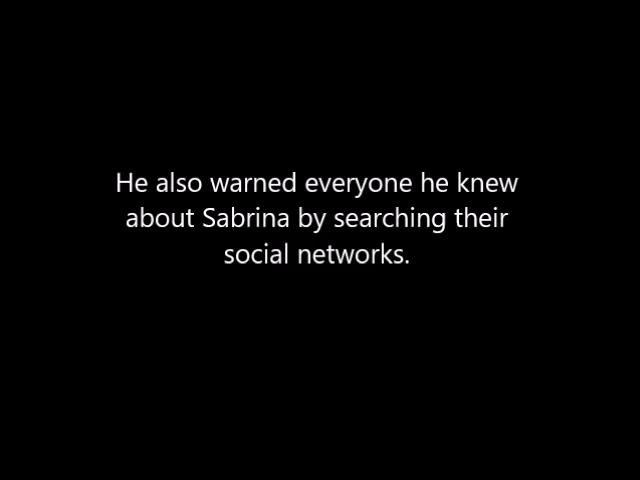 He also warned everyone he knew
about Sabrina by searching their
social networks.